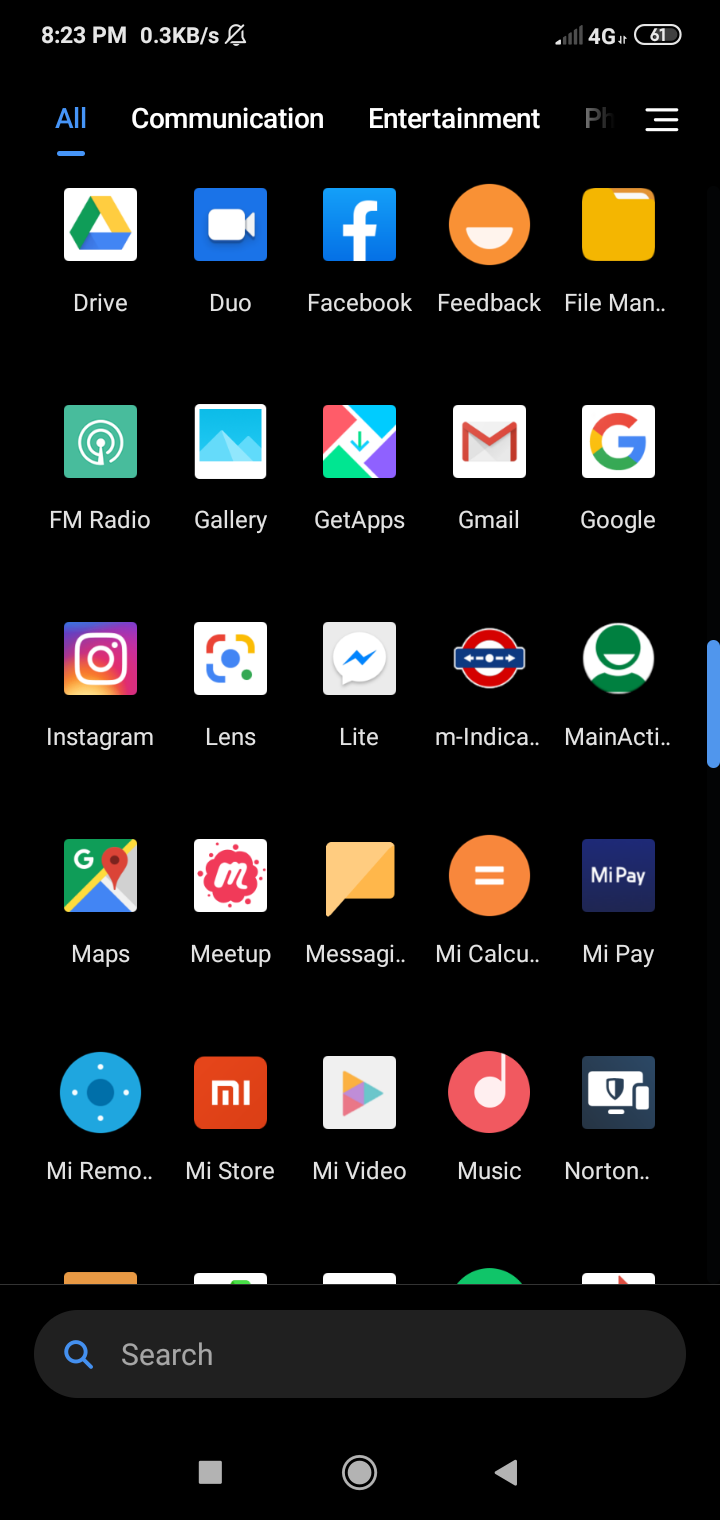 8:23 PM 0.3KB/s 4G 61
All Communication Entertainment Ph
Drive Duo Facebook Feedback File Man..
FM Radio Gallery GetApps Gmail Google
Instagram Lens Lite m-Indica.. MainActi..
G
Mi Pay
Maps Meetup Messagi.. Mi Calcu.. Mi Pay
Mi Remo.. Mi Store Mi Video Music Norton..
Search